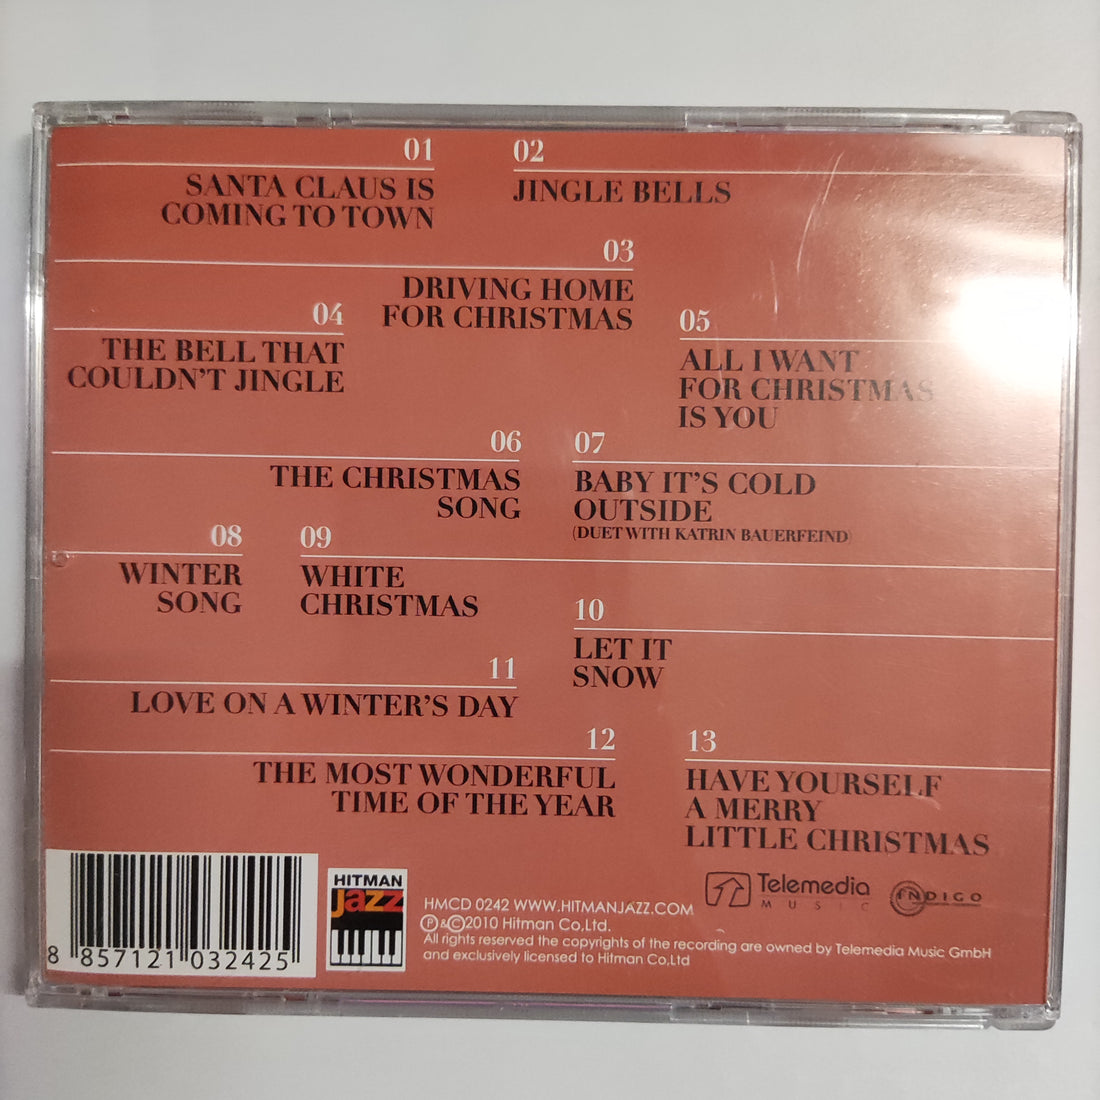 01
SANTA CLAUS IS
COMING TO TOWN
02
JINGLE BELLS
03
DRIVING HOME
FOR CHRISTMAS
04
THE BELL THAT
COULDN'T JINGLE
05
ALL I WANT
FOR CHRISTMAS
IS YOU
06
THE CHRISTMAS
SONG
07
BABY IT'S COLD
OUTSIDE
(DUET WITH KATRIN BAUERFEIND)
08
WINTER
SONG
09
WHITE
CHRISTMAS
10
LET IT
SNOW
11
LOVE ON A WINTER'S DAY
12
THE MOST WONDERFUL
TIME OF THE YEAR
13
HAVE YOURSELF
A MERRY
LITTLE CHRISTMAS
8 857121 032425
HITMAN
jazz
HMCD 0242 WWW.HITMANJAZZ.COM
℗&©2010 Hitman Co,Ltd.
All rights reserved the copyrights of the recording are owned by Telemedia Music GmbH
and exclusively licensed to Hitman Co,Ltd
Telemedia
MUSIC
INDIGO